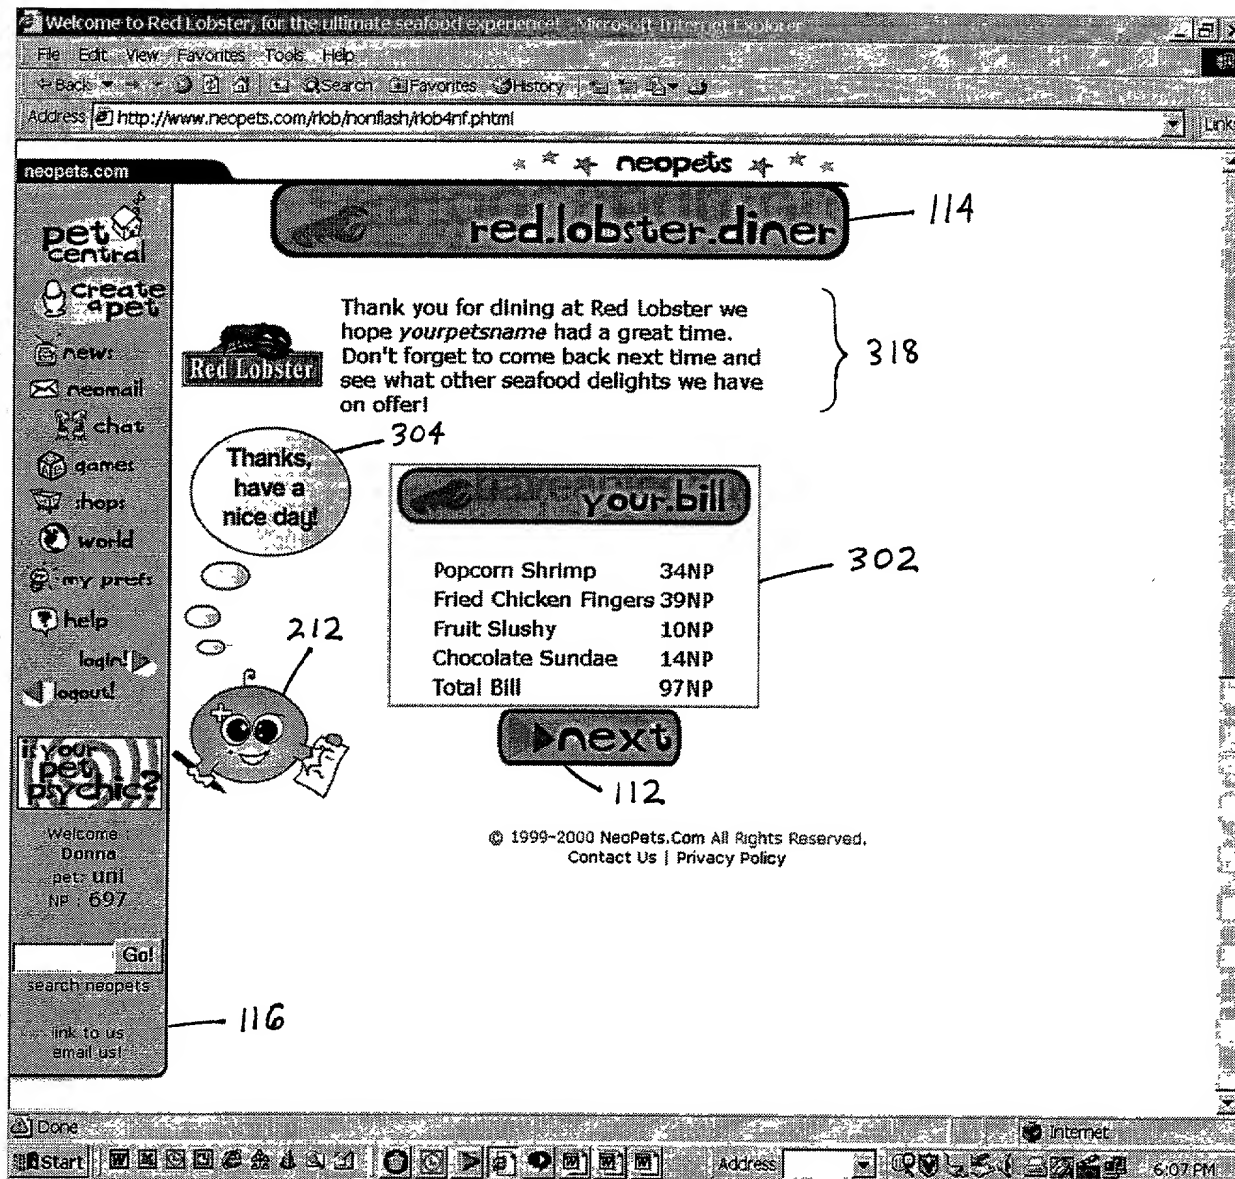 Welcome to Red Lobster, for the ultimate seafood experience! - Microsoft Internet Explorer
File Edit View Favorites Tools Help
Back Search Favorites History
Address http://www.neopets.com/rlob/nonflash/rlob4nf.phtml Links
neopets.com
neopets
red.lobster.diner
114
pet central
create a pet
news
neomail
chat
games
shops
world
my prefs
help
login!
logout!
is your
pet
psychic?
Welcome :
Donna
pet: uni
NP : 697
Go!
search neopets
link to us
email us!
116
Red Lobster
Thank you for dining at Red Lobster we
hope yourpetsname had a great time.
Don't forget to come back next time and
see what other seafood delights we have
on offer!
318
304
Thanks,
have a
nice day!
your.bill
Popcorn Shrimp 34NP
Fried Chicken Fingers 39NP
Fruit Slushy 10NP
Chocolate Sundae 14NP
Total Bill 97NP
302
212
next
112
© 1999-2000 NeoPets.Com All Rights Reserved.
Contact Us | Privacy Policy
Done Internet
Start Address 6:07 PM